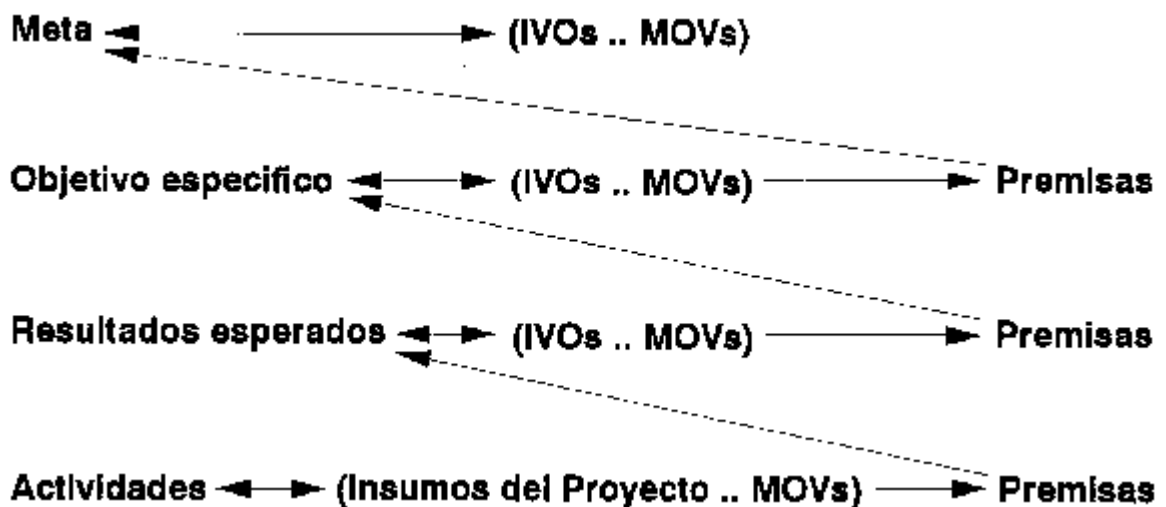 Meta (IVOs .. MOVs)
Objetivo especifico (IVOs .. MOVs) Premisas
Resultados esperados (IVOs .. MOVs) Premisas
Actividades (Insumos del Proyecto .. MOVs) Premisas